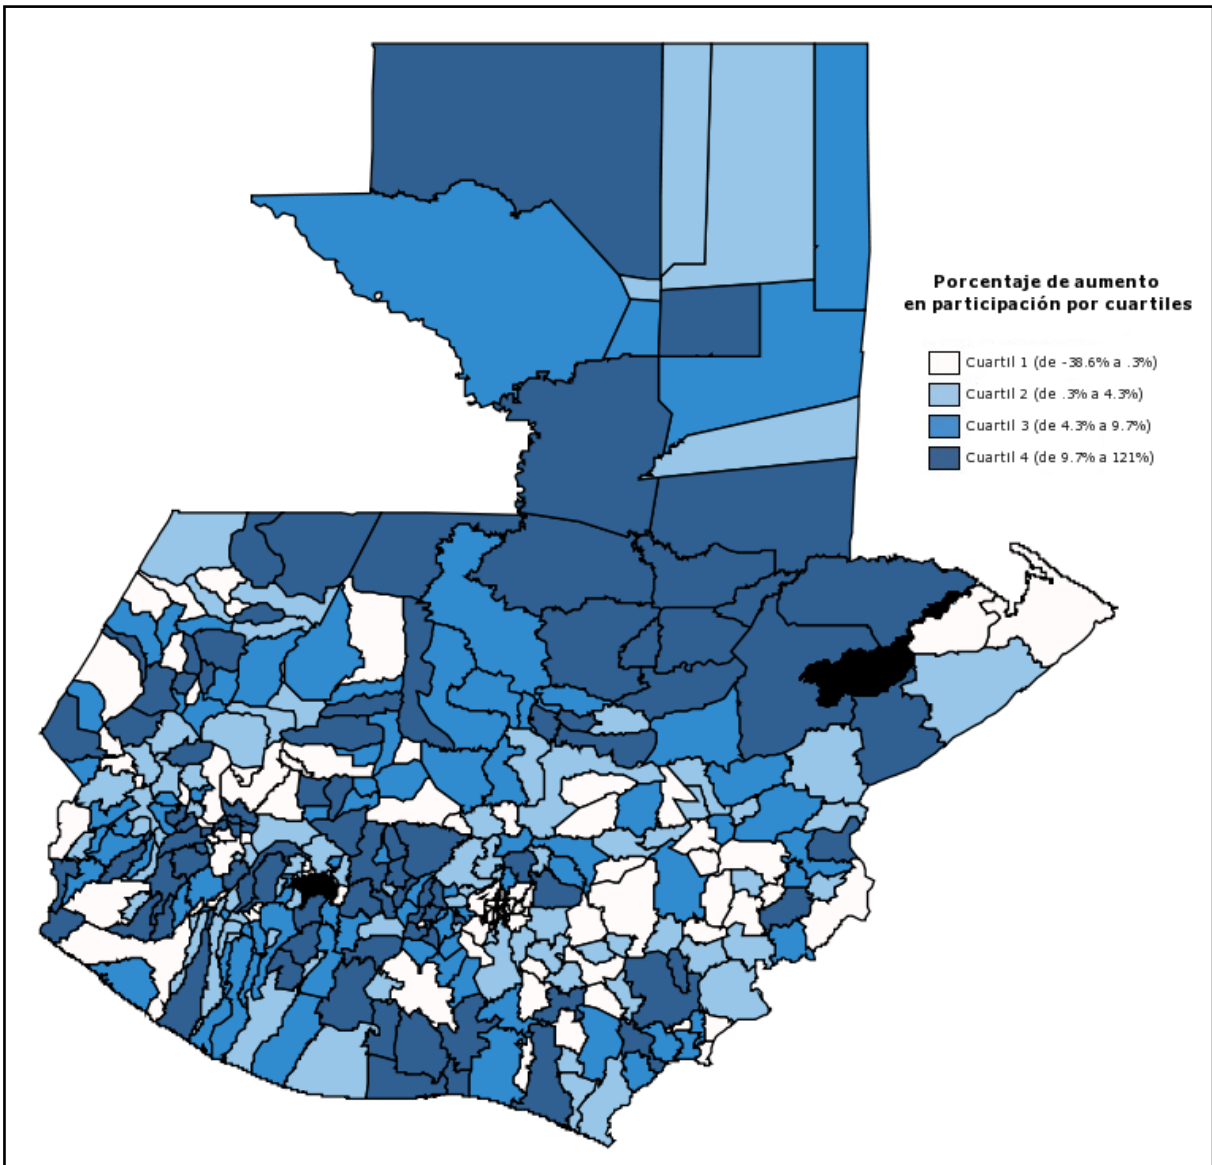 Porcentaje de aumento
en participación por cuartiles
Cuartil 1 (de -38.6% a .3%)
Cuartil 2 (de .3% a 4.3%)
Cuartil 3 (de 4.3% a 9.7%)
Cuartil 4 (de 9.7% a 121%)